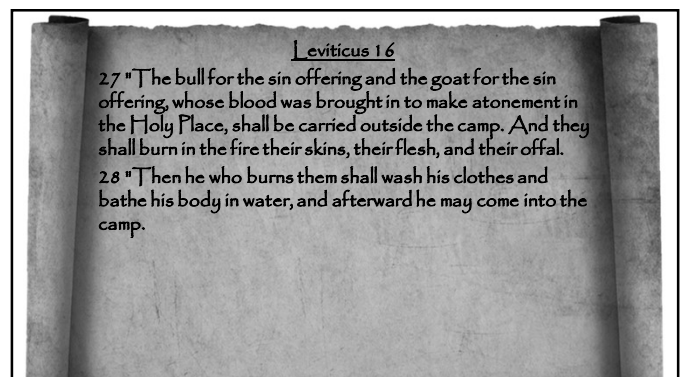 Leviticus 16
27 "The bull for the sin offering and the goat for the sin
offering, whose blood was brought in to make atonement in
the Holy Place, shall be carried outside the camp. And they
shall burn in the fire their skins, their flesh, and their offal.
28 "Then he who burns them shall wash his clothes and
bathe his body in water, and afterward he may come into the
camp.